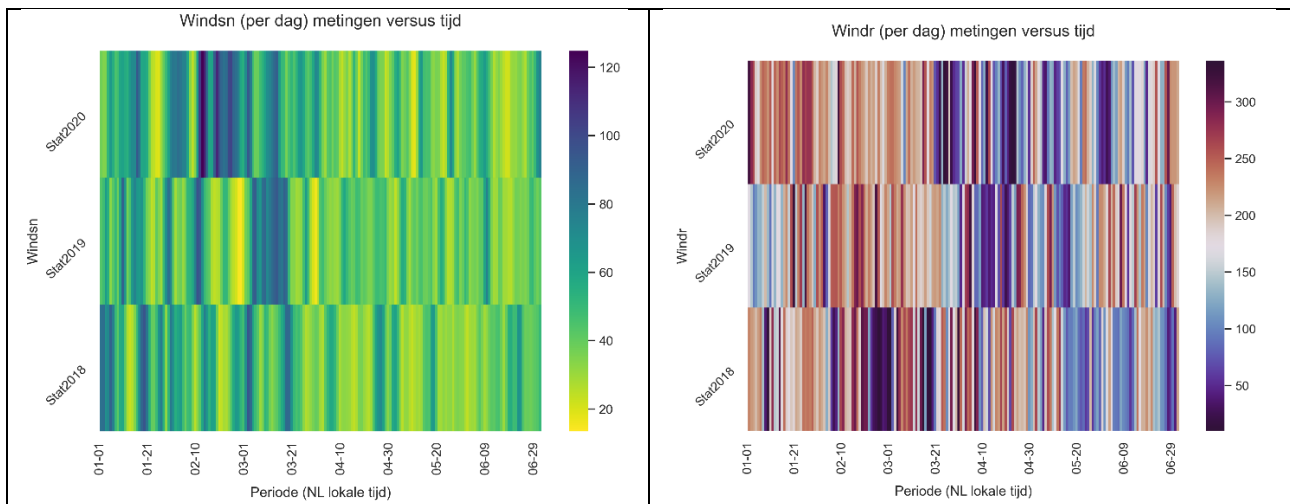 Windsn (per dag) metingen versus tijd
Windsn
Stat2020
Stat2019
Stat2018
01-01
01-21
02-10
03-01
03-21
04-10
04-30
05-20
06-09
06-29
Periode (NL lokale tijd)
120
100
80
60
40
20
Windr (per dag) metingen versus tijd
Windr
Stat2020
Stat2019
Stat2018
01-01
01-21
02-10
03-01
03-21
04-10
04-30
05-20
06-09
06-29
Periode (NL lokale tijd)
300
250
200
150
100
50